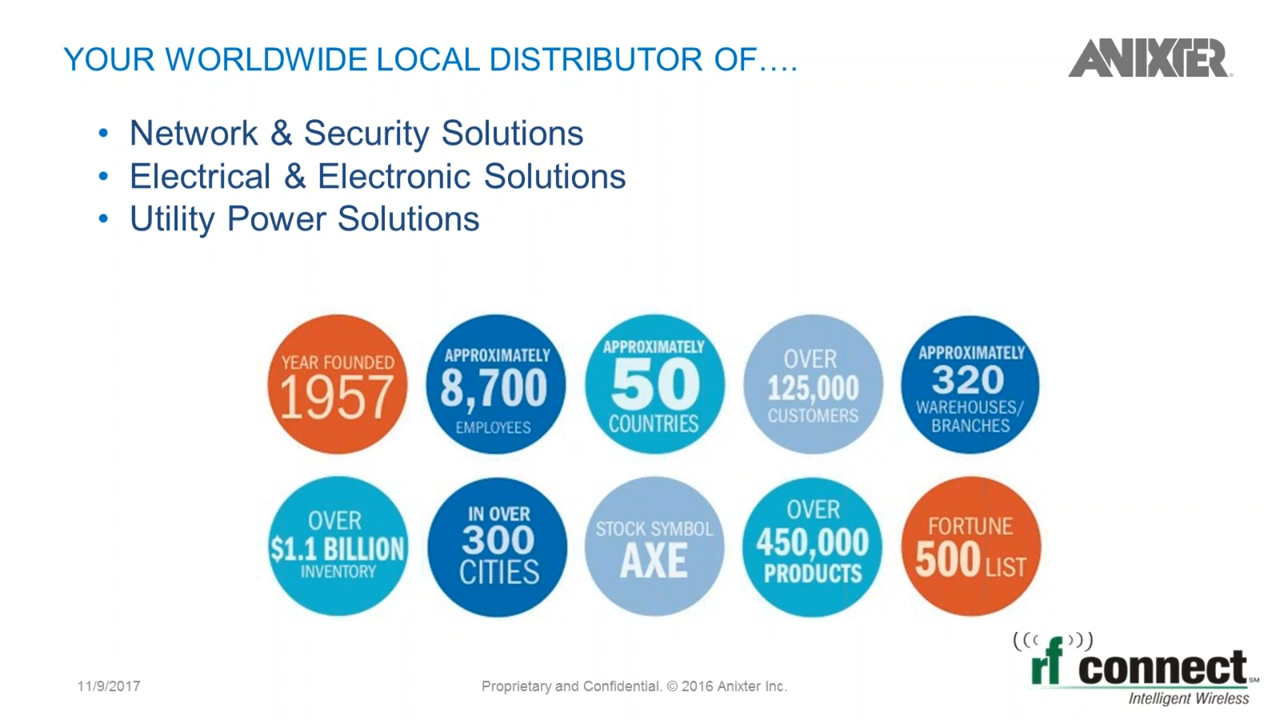 YOUR WORLDWIDE LOCAL DISTRIBUTOR OF….
ANIXTER
• Network & Security Solutions
• Electrical & Electronic Solutions
• Utility Power Solutions
YEAR FOUNDED
1957
APPROXIMATELY
8,700
EMPLOYEES
APPROXIMATELY
50
COUNTRIES
OVER
125,000
CUSTOMERS
APPROXIMATELY
320
WAREHOUSES/
BRANCHES
OVER
$1.1 BILLION
INVENTORY
IN OVER
300
CITIES
STOCK SYMBOL
AXE
OVER
450,000
PRODUCTS
FORTUNE
500 LIST
11/9/2017
Proprietary and Confidential. © 2016 Anixter Inc.
rf connect SM
Intelligent Wireless